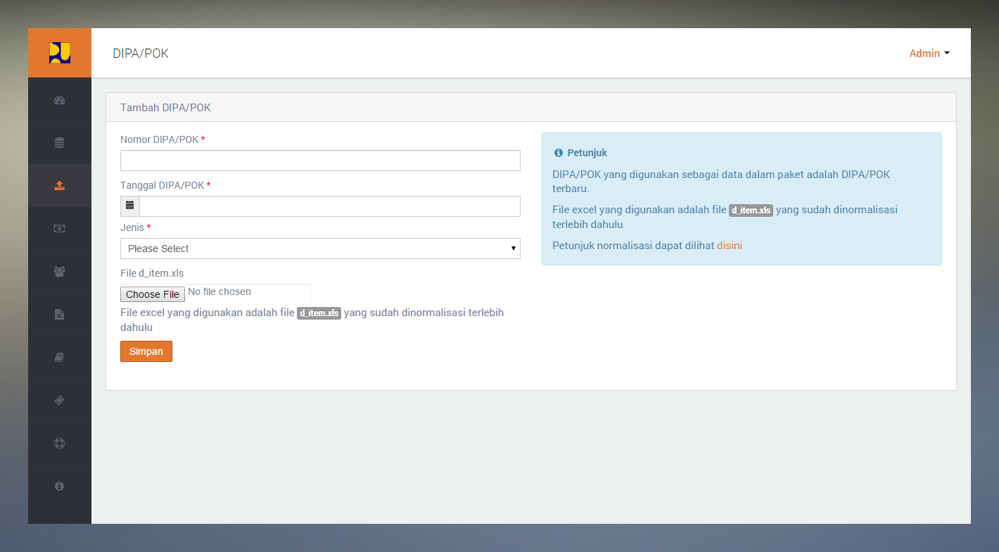 DIPA/POK
Admin
Tambah DIPA/POK
Nomor DIPA/POK *
Tanggal DIPA/POK *
Jenis *
Please Select
File d_item.xls
Choose File No file chosen
File excel yang digunakan adalah file d_item.xls yang sudah dinormalisasi terlebih
dahulu
Simpan
Petunjuk
DIPA/POK yang digunakan sebagai data dalam paket adalah DIPA/POK
terbaru.
File excel yang digunakan adalah file d_item.xls yang sudah dinormalisasi
terlebih dahulu
Petunjuk normalisasi dapat dilihat disini